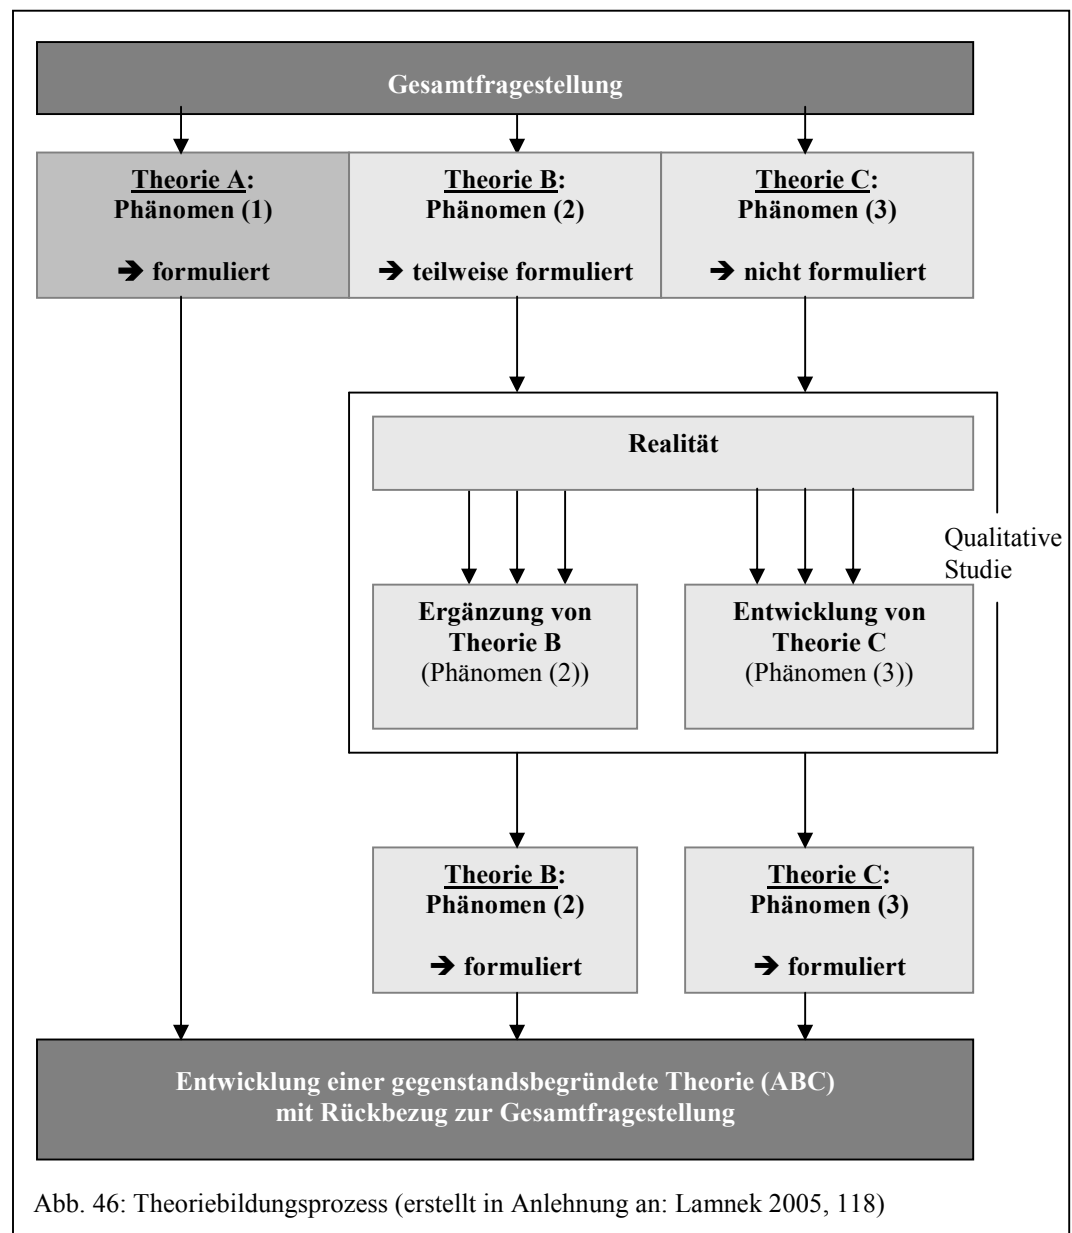 Gesamtfragestellung
Theorie A:
Phänomen (1)
➔ formuliert
Theorie B:
Phänomen (2)
➔ teilweise formuliert
Theorie C:
Phänomen (3)
➔ nicht formuliert
Realität
Qualitative
Studie
Ergänzung von
Theorie B
(Phänomen (2))
Entwicklung von
Theorie C
(Phänomen (3))
Theorie B:
Phänomen (2)
➔ formuliert
Theorie C:
Phänomen (3)
➔ formuliert
Entwicklung einer gegenstandsbegründete Theorie (ABC)
mit Rückbezug zur Gesamtfragestellung
Abb. 46: Theoriebildungsprozess (erstellt in Anlehnung an: Lamnek 2005, 118)